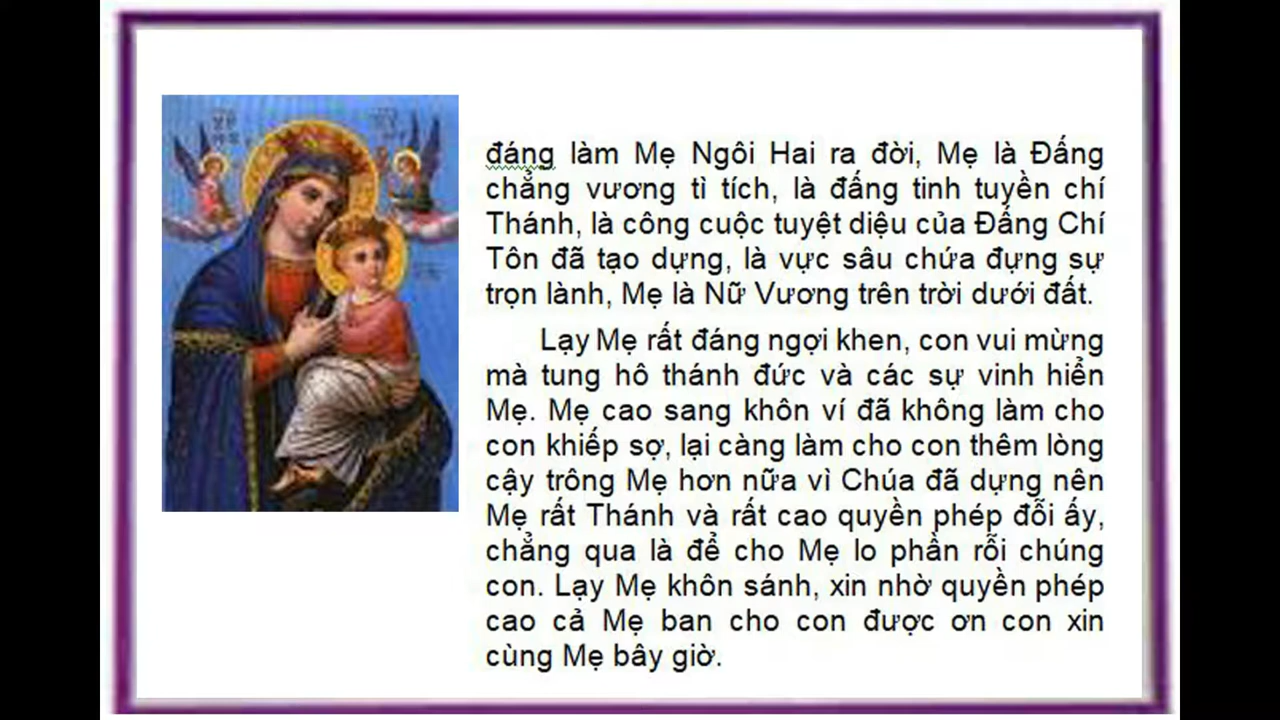 đáng làm Mẹ Ngôi Hai ra đời, Mẹ là Đấng
chẳng vương tì tích, là đấng tinh tuyền chí
Thánh, là công cuộc tuyệt diệu của Đấng Chí
Tôn đã tạo dựng, là vực sâu chứa đựng sự
trọn lành, Mẹ là Nữ Vương trên trời dưới đất.
Lạy Mẹ rất đáng ngợi khen, con vui mừng
mà tung hô thánh đức và các sự vinh hiển
Mẹ. Mẹ cao sang khôn ví đã không làm cho
con khiếp sợ, lại càng làm cho con thêm lòng
cậy trông Mẹ hơn nữa vì Chúa đã dựng nên
Mẹ rất Thánh và rất cao quyền phép đỗi ấy,
chẳng qua là để cho Mẹ lo phần rỗi chúng
con. Lạy Mẹ khôn sánh, xin nhờ quyền phép
cao cả Mẹ ban cho con được ơn con xin
cùng Mẹ bây giờ.